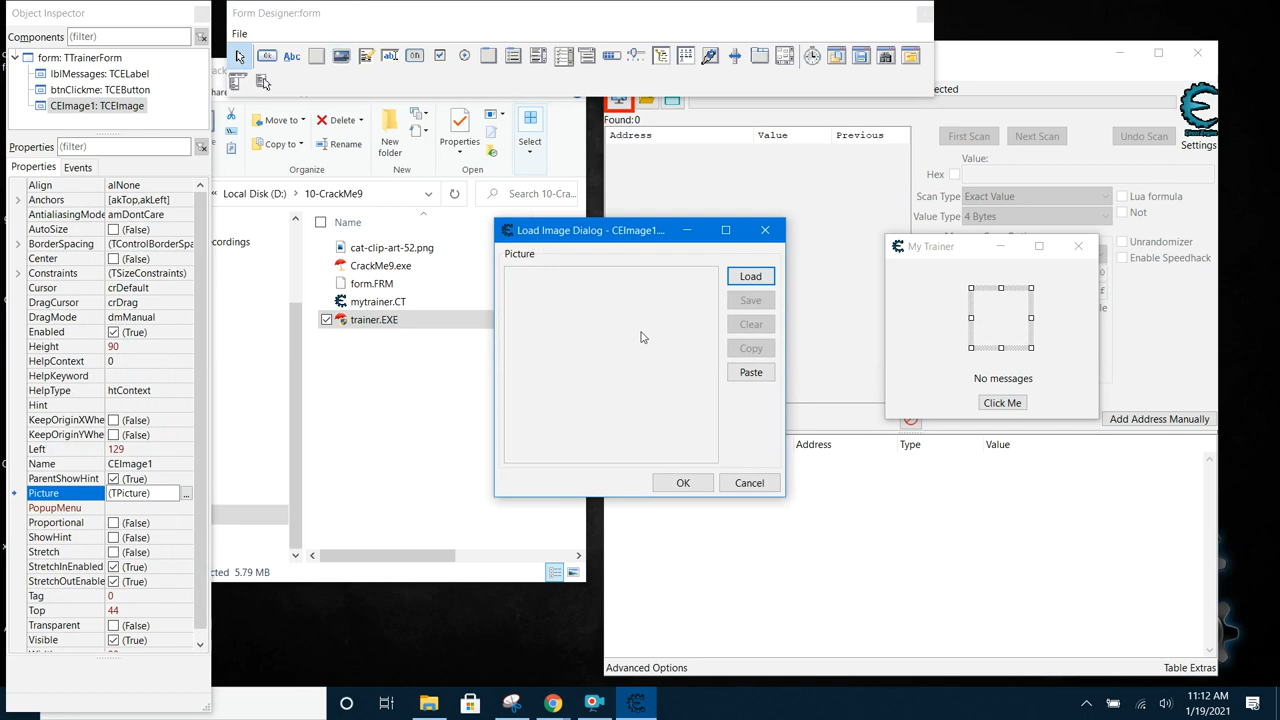 Object Inspector
Components (filter)
form: TTrainerForm
lblMessages: TCELabel
btnClickme: TCEButton
CEImage1: TCEImage
Properties (filter)
Properties Events
Align alNone
Anchors [akTop,akLeft]
AntialiasingMode amDontCare
AutoSize (False)
BorderSpacing (TControlBorderSpa
Center (False)
Constraints (TSizeConstraints)
Cursor crDefault
DragCursor crDrag
DragMode dmManual
Enabled (True)
Height 90
HelpContext 0
HelpKeyword
HelpType htContext
Hint
KeepOriginXWhe (False)
KeepOriginYWhe (False)
Left 129
Name CEImage1
ParentShowHint (True)
Picture (TPicture) ...
PopupMenu
Proportional (False)
ShowHint (False)
Stretch (False)
StretchInEnabled (True)
StretchOutEnable (True)
Tag 0
Top 44
Transparent (False)
Visible (True)
Form Designer:form
File
Ok Abc
Move to Delete
Copy to Rename
Organize
New
folder
New
Properties
Open
Select
Local Disk (D:) 10-CrackMe9
Search 10-Cra...
Name
cat-clip-art-52.png
CrackMe9.exe
form.FRM
mytrainer.CT
trainer.EXE
cordings
cted 5.79 MB
Load Image Dialog - CEImage1....
Picture
Load
Save
Clear
Copy
Paste
OK Cancel
Found:0
Address Value Previous
First Scan Next Scan Undo Scan
Settings
Value:
Hex
Scan Type Exact Value
Value Type 4 Bytes
Lua formula
Not
Unrandomizer
Enable Speedhack
My Trainer
No messages
Click Me
Add Address Manually
Address Type Value
Advanced Options Table Extras
11:12 AM
1/19/2021